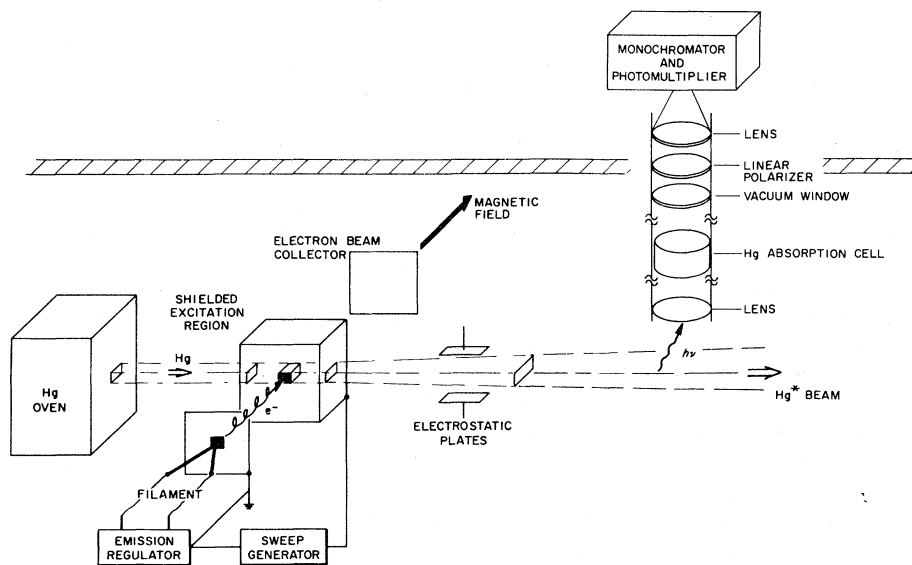 MONOCHROMATOR
AND
PHOTOMULTIPLIER
LENS
LINEAR
POLARIZER
VACUUM WINDOW
MAGNETIC
FIELD
ELECTRON BEAM
COLLECTOR
Hg ABSORPTION CELL
SHIELDED
EXCITATION
REGION
LENS
Hg
hν
Hg
OVEN
e⁻
Hg* BEAM
ELECTROSTATIC
PLATES
FILAMENT
EMISSION
REGULATOR
SWEEP
GENERATOR